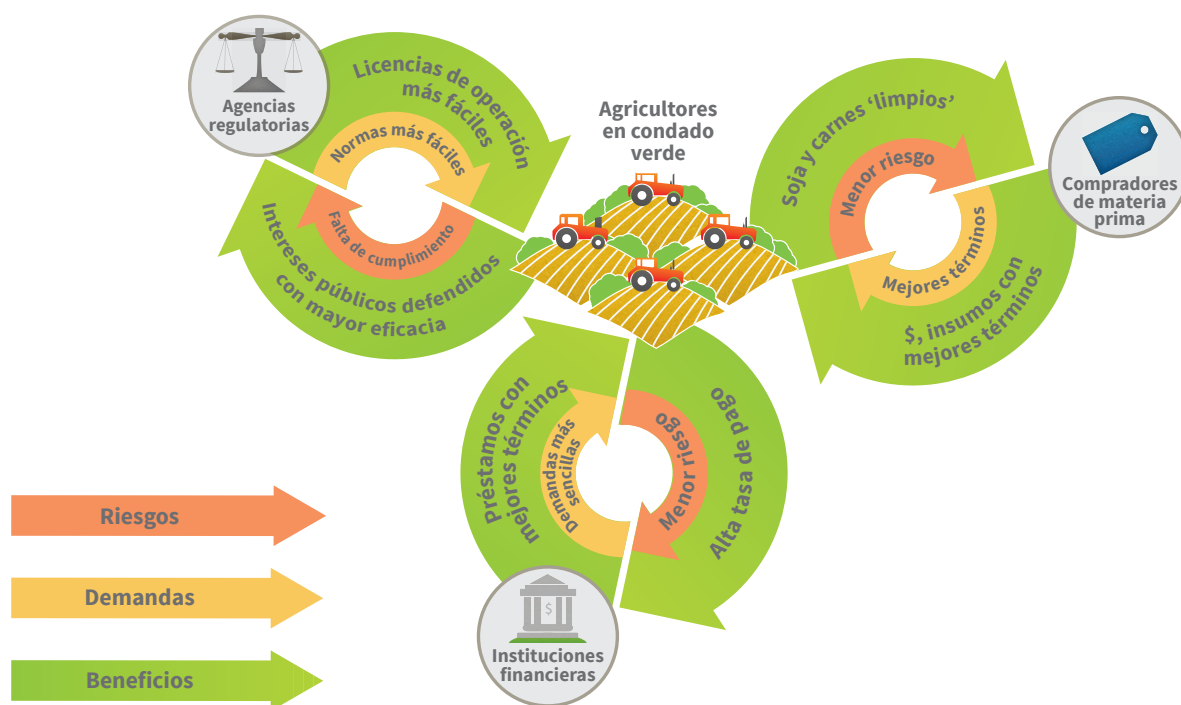 Agencias
regulatorias
Licencias de operación
más fáciles
Normas más fáciles
Falta de cumplimiento
Intereses públicos defendidos
con mayor eficacia
Agricultores
en condado
verde
Soja y carnes ‘limpios’
Menor riesgo
Mejores términos
$, insumos con
mejores términos
Compradores
de materia
prima
Préstamos con
mejores términos
Demandas más
sencillas
Menor riesgo
Alta tasa de pago
$
Instituciones
financieras
Riesgos
Demandas
Beneficios